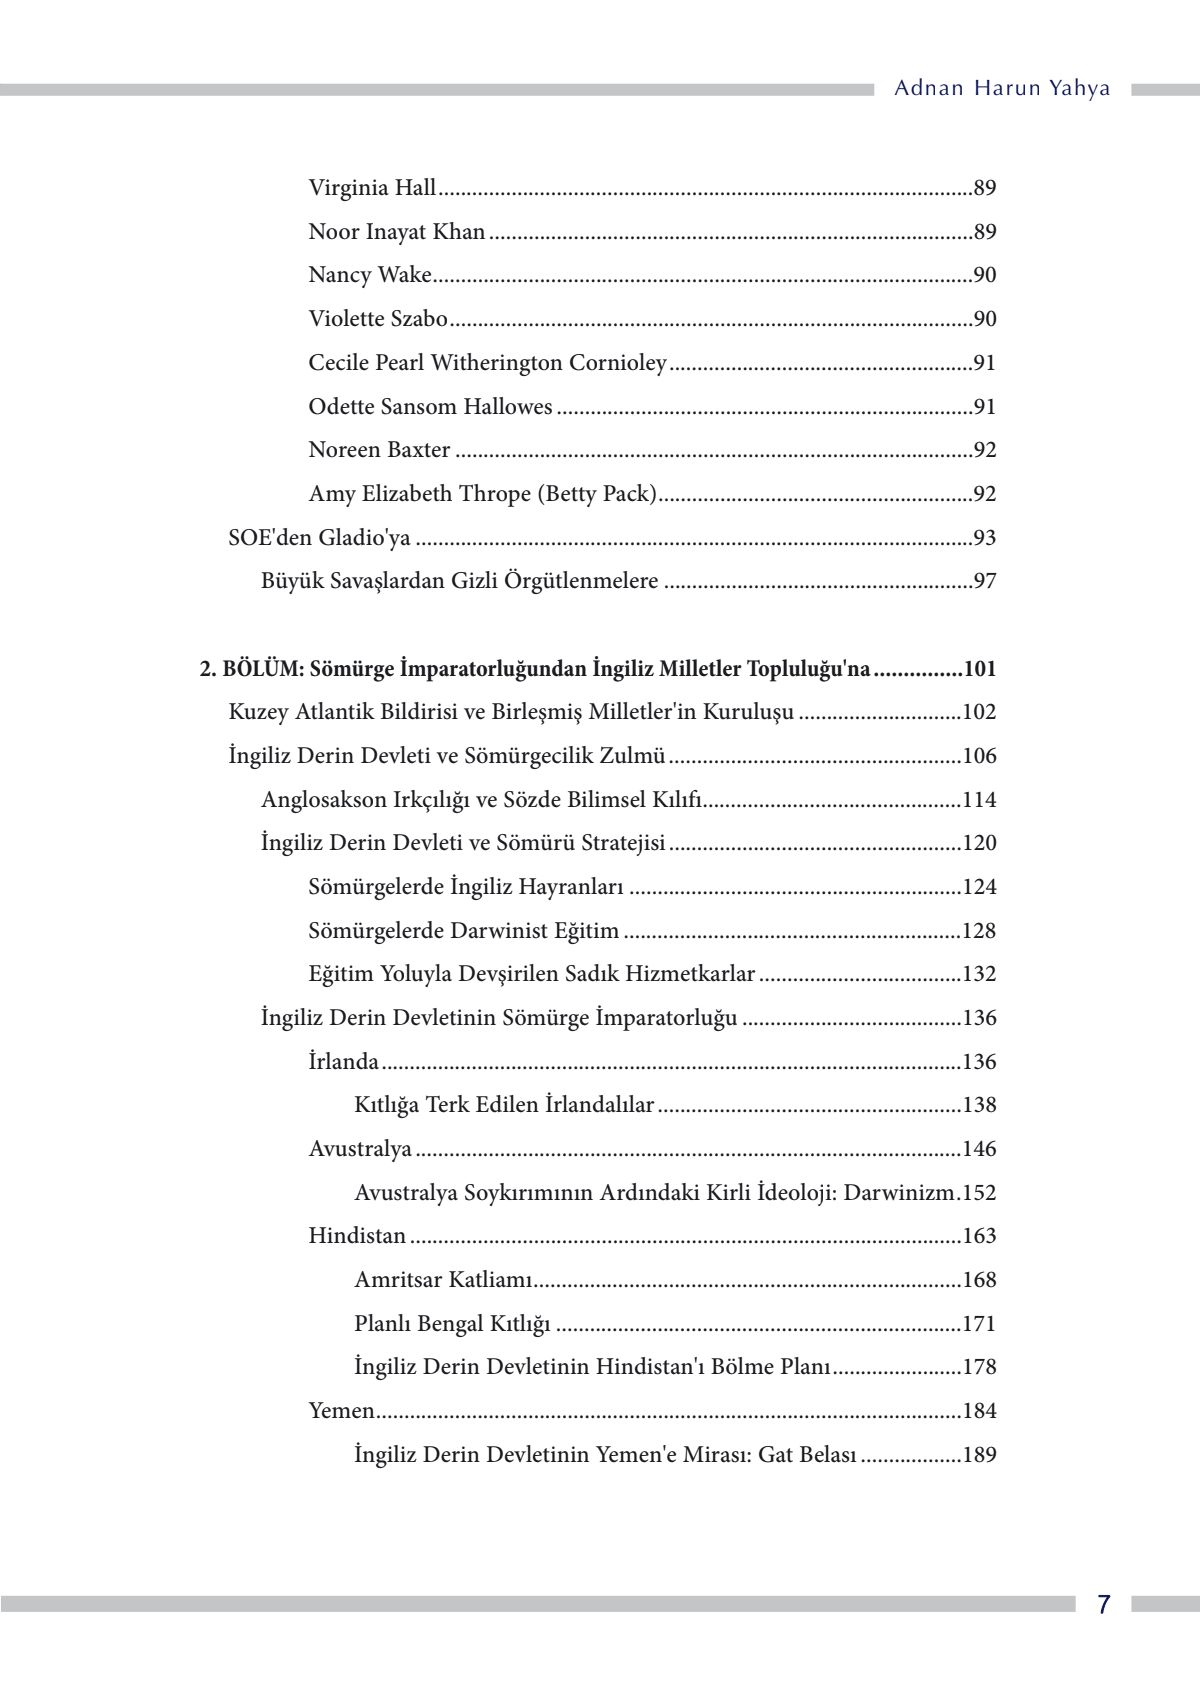 Adnan Harun Yahya
Virginia Hall..............................................................................................89
Noor Inayat Khan.....................................................................................89
Nancy Wake...............................................................................................90
Violette Szabo............................................................................................90
Cecile Pearl Witherington Cornioley.....................................................91
Odette Sansom Hallowes.........................................................................91
Noreen Baxter...........................................................................................92
Amy Elizabeth Thrope (Betty Pack).......................................................92
SOE'den Gladio'ya..................................................................................................93
Büyük Savaşlardan Gizli Örgütlenmelere......................................................97
2. BÖLÜM: Sömürge İmparatorluğundan İngiliz Milletler Topluluğu'na...............101
Kuzey Atlantik Bildirisi ve Birleşmiş Milletler'in Kuruluşu.............................102
İngiliz Derin Devleti ve Sömürgecilik Zulmü...................................................106
Anglosakson Irkçılığı ve Sözde Bilimsel Kılıfı.............................................114
İngiliz Derin Devleti ve Sömürü Stratejisi...................................................120
Sömürgelerde İngiliz Hayranları..........................................................124
Sömürgelerde Darwinist Eğitim...........................................................128
Eğitim Yoluyla Devşirilen Sadık Hizmetkarlar...................................132
İngiliz Derin Devletinin Sömürge İmparatorluğu......................................136
İrlanda.....................................................................................................136
Kıtlığa Terk Edilen İrlandalılar.....................................................138
Avustralya...............................................................................................146
Avustralya Soykırımının Ardındaki Kirli İdeoloji: Darwinizm.152
Hindistan................................................................................................163
Amritsar Katliamı...........................................................................168
Planlı Bengal Kıtlığı.......................................................................171
İngiliz Derin Devletinin Hindistan'ı Bölme Planı.......................178
Yemen......................................................................................................184
İngiliz Derin Devletinin Yemen'e Mirası: Gat Belası..................189
7